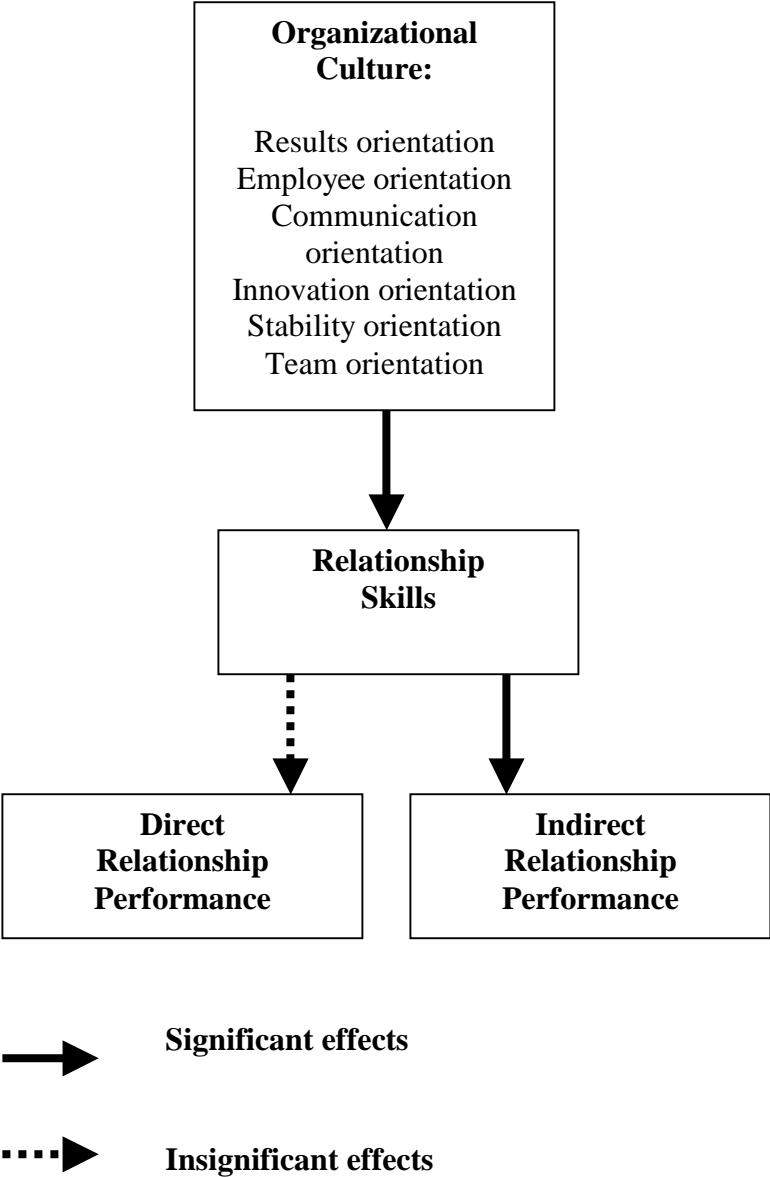 Organizational
Culture:
Results orientation
Employee orientation
Communication
orientation
Innovation orientation
Stability orientation
Team orientation
Relationship
Skills
Direct
Relationship
Performance
Indirect
Relationship
Performance
Significant effects
Insignificant effects